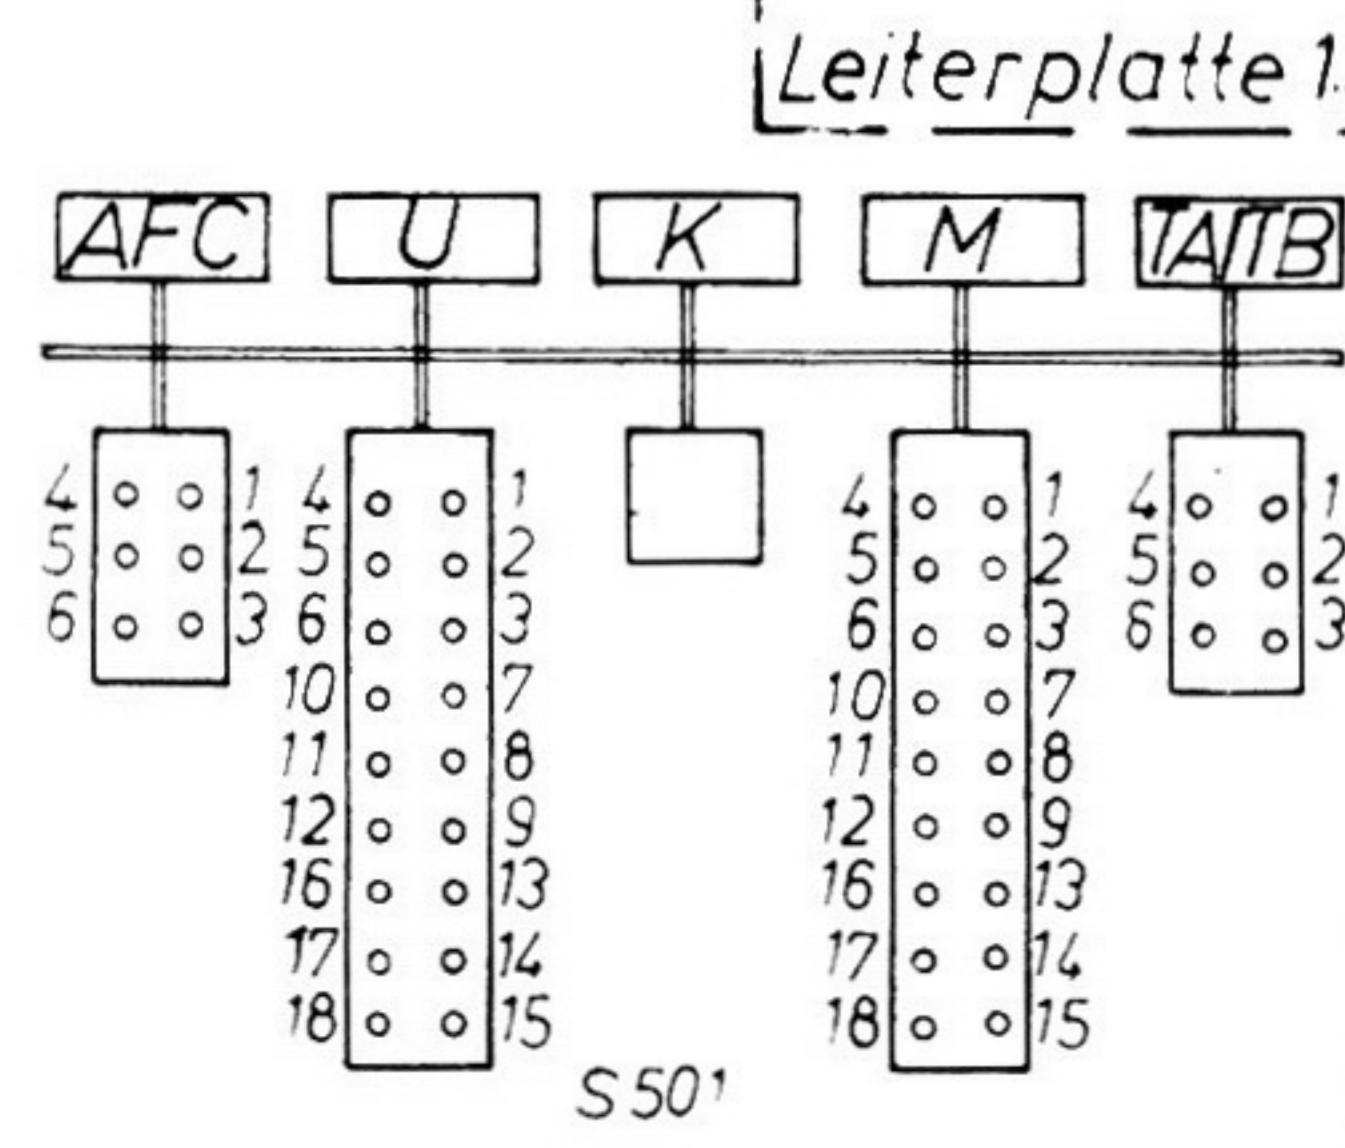 Leiterplatte 1.
AFC U K M TA/TB
4 1 4 1 4 1 4 1
5 2 5 2 5 2 5 2
6 3 6 3 6 3 6 3
10 7 10 7
11 8 11 8
12 9 12 9
16 13 16 13
17 14 17 14
18 15 18 15
S501